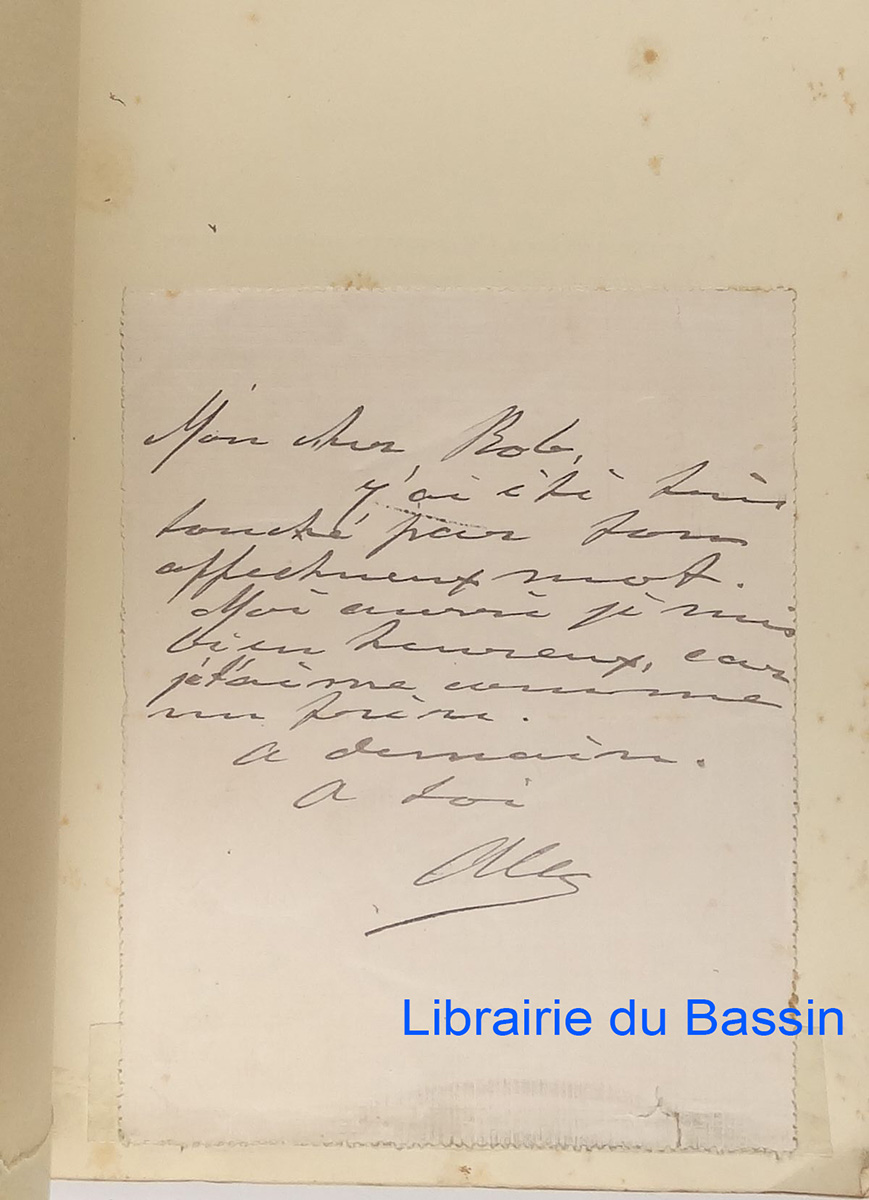 Mon cher Bob,
J'ai été très
touché par ton
affectueux mot.
Moi aussi je suis
bien heureux, car
je t'aime comme
un frère.
A demain.
A toi
Alex
Librairie du Bassin